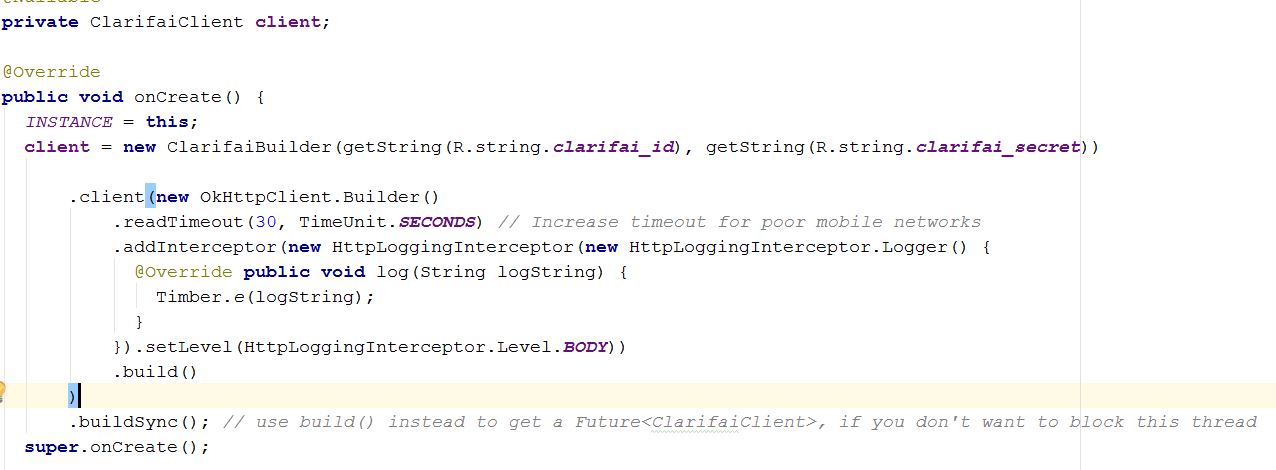 @Nullable
private ClarifaiClient client;
@Override
public void onCreate() {
INSTANCE = this;
client = new ClarifaiBuilder(getString(R.string.clarifai_id), getString(R.string.clarifai_secret))
.client(new OkHttpClient.Builder()
.readTimeout(30, TimeUnit.SECONDS) // Increase timeout for poor mobile networks
.addInterceptor(new HttpLoggingInterceptor(new HttpLoggingInterceptor.Logger() {
@Override public void log(String logString) {
Timber.e(logString);
}
}).setLevel(HttpLoggingInterceptor.Level.BODY))
.build()
)
.buildSync(); // use build() instead to get a Future<ClarifaiClient>, if you don't want to block this thread
super.onCreate();